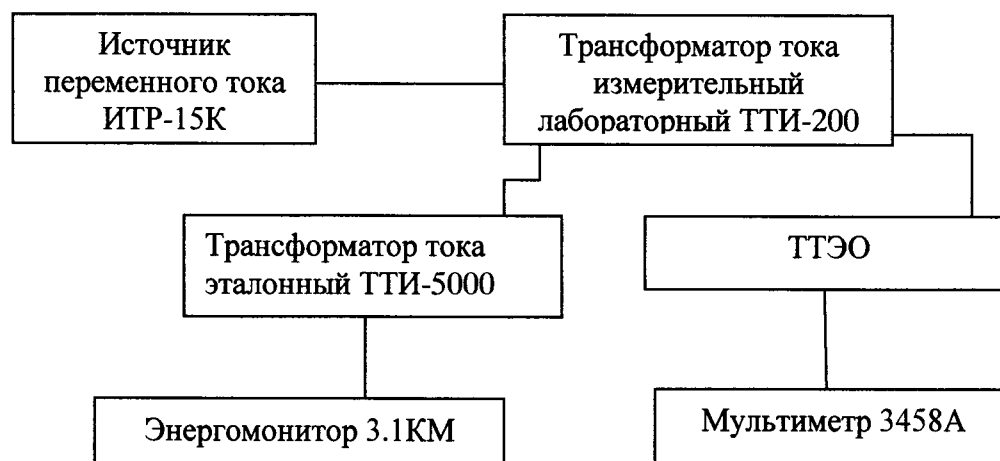 Источник
переменного тока
ИТР-15К
Трансформатор тока
измерительный
лабораторный ТТИ-200
Трансформатор тока
эталонный ТТИ-5000
ТТЭО
Энергомонитор 3.1КМ
Мультиметр 3458А